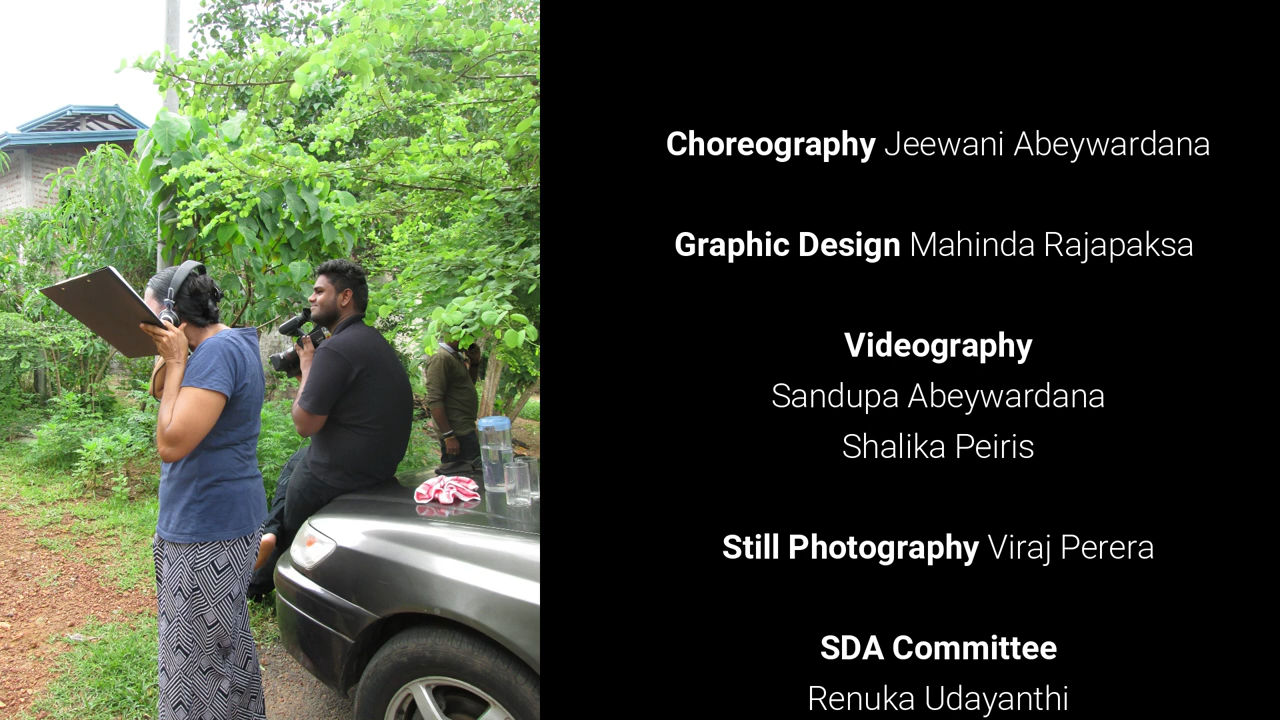 Choreography Jeewani Abeywardana
Graphic Design Mahinda Rajapaksa
Videography
Sandupa Abeywardana
Shalika Peiris
Still Photography Viraj Perera
SDA Committee
Renuka Udayanthi